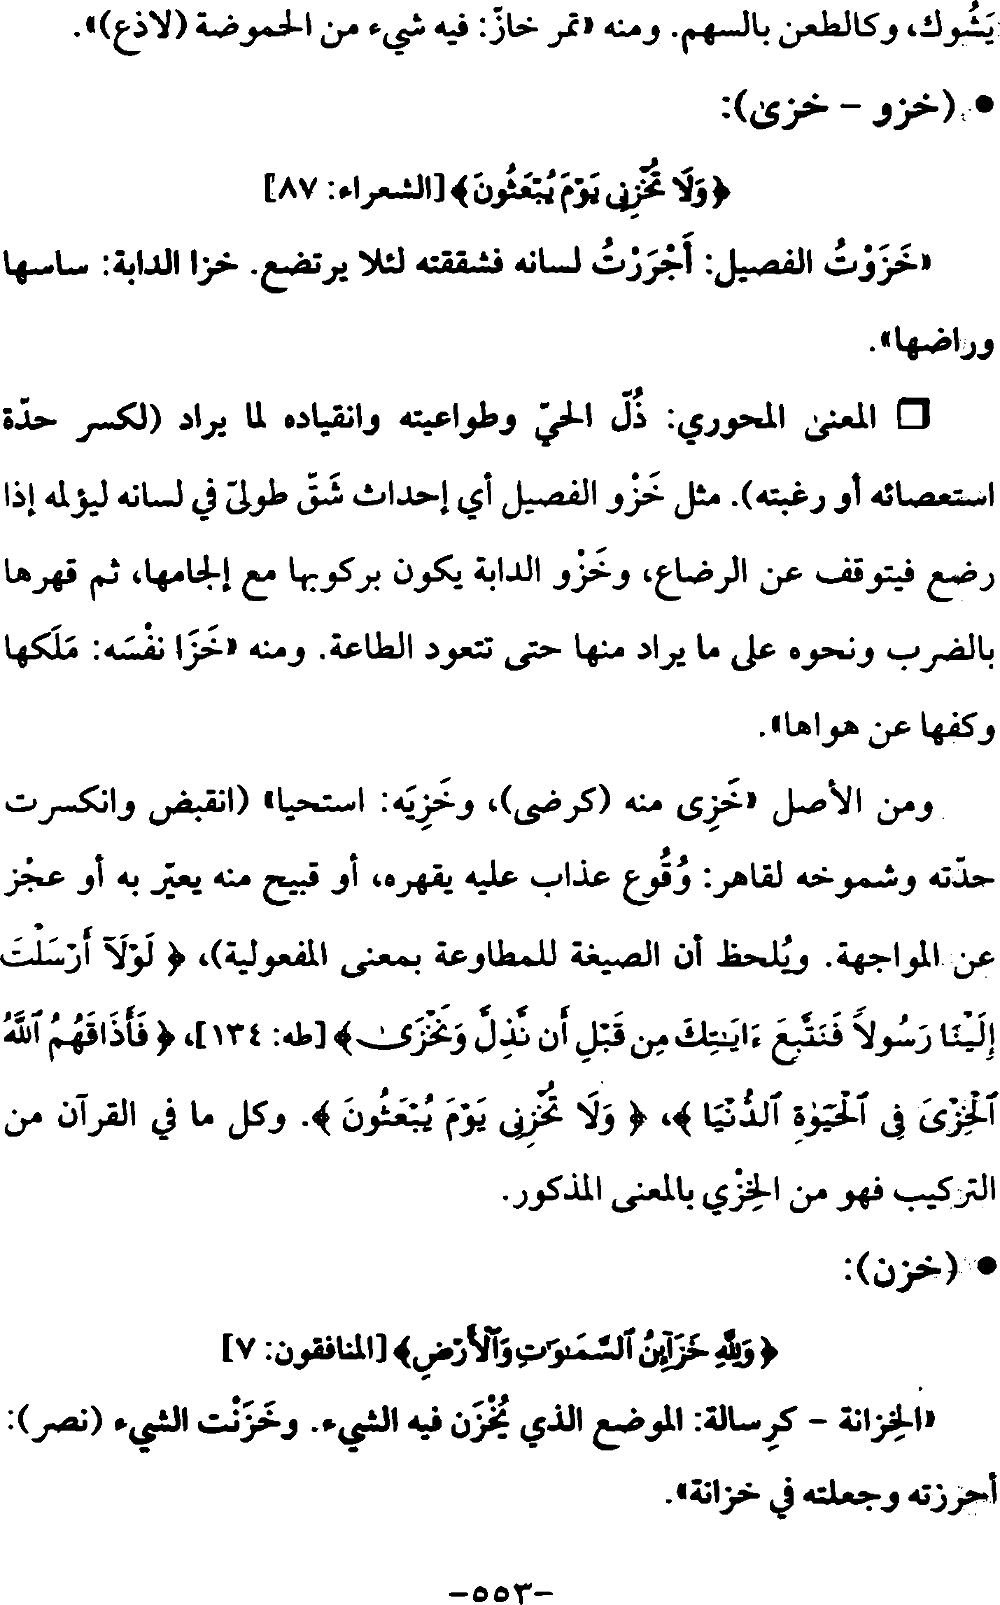 يَشُوك، وكالطعن بالسهم. ومنه «تمر خازّ: فيه شيء من الحموضة (لاذع)».
● (خزو - خزى):
﴿وَلَا تُخْزِنِى يَوْمَ يُبْعَثُونَ﴾ [الشعراء: ٨٧]
«خَزَوْتُ الفصيل: أَجْرَرْتُ لسانه فشققته لئلا يرتضع. خزا الدابة: ساسها
وراضها».
❒ المعنى المحوري: ذُلّ الحيّ وطواعيته وانقياده لما يراد (لكسر حدّة
استعصائه أو رغبته). مثل خَزْو الفصيل أي إحداث شَقّ طوليّ في لسانه ليؤلمه إذا
رضع فيتوقف عن الرضاع، وخَزْو الدابة يكون بركوبها مع إلجامها، ثم قهرها
بالضرب ونحوه على ما يراد منها حتى تتعود الطاعة. ومنه «خَزَا نفْسَه: مَلَكها
وكفها عن هواها».
ومن الأصل «خَزِى منه (كرضى)، وخَزِيَه: استحيا» (انقبض وانكسرت
حدّته وشموخه لقاهر: وُقُوع عذاب عليه يقهره، أو قبيح منه يعيّر به أو عجْز
عن المواجهة. ويُلحظ أن الصيغة للمطاوعة بمعنى المفعولية)، ﴿لَوْلَآ أَرْسَلْتَ
إِلَيْنَا رَسُولاً فَنَتَّبِعَ ءَايَـٰتِكَ مِن قَبْلِ أَن نَّذِلَّ وَنَخْزَىٰ﴾ [طه: ١٣٤]، ﴿فَأَذَاقَهُمُ ٱللَّهُ
ٱلْخِزْىَ فِى ٱلْحَيَوٰةِ ٱلدُّنْيَا﴾، ﴿وَلَا تُخْزِنِى يَوْمَ يُبْعَثُونَ﴾. وكل ما في القرآن من
التركيب فهو من الخِزْي بالمعنى المذكور.
● (خزن):
﴿وَلِلَّهِ خَزَآئِنُ ٱلسَّمَـٰوَٰتِ وَٱلْأَرْضِ﴾ [المنافقون: ٧]
«الخِزانة - كرِسالة: الموضع الذي يُخْزَن فيه الشيء. وخَزَنْت الشيء (نصر):
أحرزته وجعلته في خزانة».
-٥٥٣-